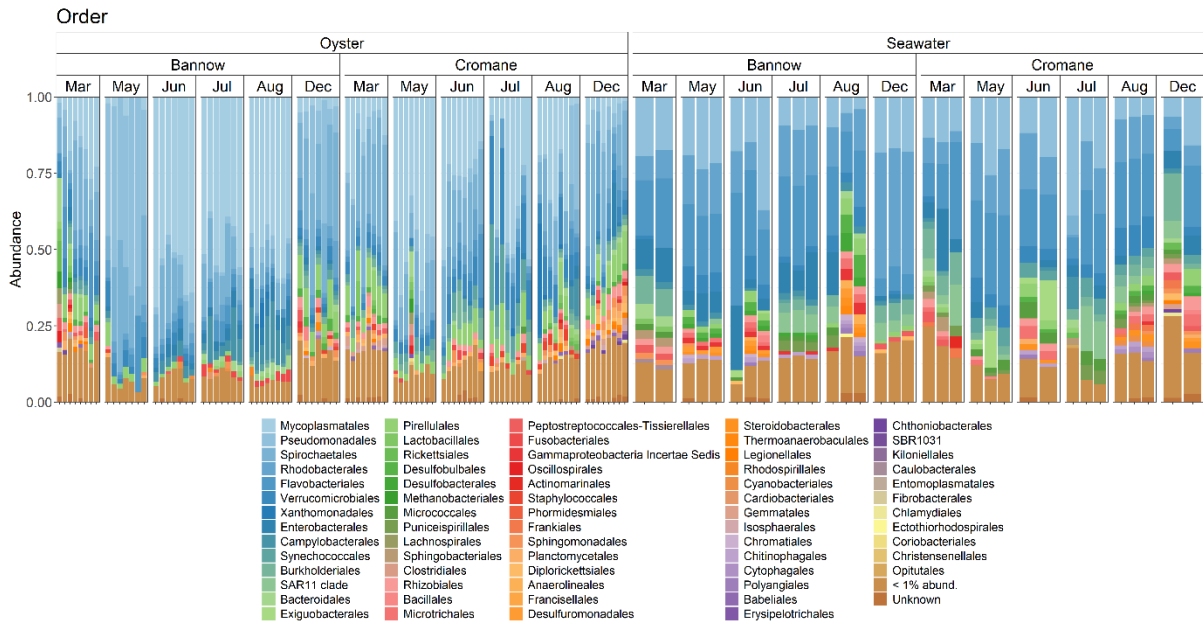 Order
Oyster Seawater
Bannow Cromane Bannow Cromane
Mar May Jun Jul Aug Dec Mar May Jun Jul Aug Dec Mar May Jun Jul Aug Dec Mar May Jun Jul Aug Dec
1.00
0.75
0.50
0.25
0.00
Abundance
Mycoplasmatales
Pseudomonadales
Spirochaetales
Rhodobacterales
Flavobacteriales
Verrucomicrobiales
Xanthomonadales
Enterobacterales
Campylobacterales
Synechococcales
Burkholderiales
SAR11 clade
Bacteroidales
Exiguobacterales
Pirellulales
Lactobacillales
Rickettsiales
Desulfobulbales
Desulfobacterales
Methanobacteriales
Micrococcales
Puniceispirillales
Lachnospirales
Sphingobacteriales
Clostridiales
Rhizobiales
Bacillales
Microtrichales
Peptostreptococcales-Tissierellales
Fusobacteriales
Gammaproteobacteria Incertae Sedis
Oscillospirales
Actinomarinales
Staphylococcales
Phormidesmiales
Frankiales
Sphingomonadales
Planctomycetales
Diplorickettsiales
Anaerolineales
Francisellales
Desulfuromonadales
Steroidobacterales
Thermoanaerobaculales
Legionellales
Rhodospirillales
Cyanobacteriales
Cardiobacteriales
Gemmatales
Isosphaerales
Chromatiales
Chitinophagales
Cytophagales
Polyangiales
Babeliales
Erysipelotrichales
Chthoniobacterales
SBR1031
Kiloniellales
Caulobacterales
Entomoplasmatales
Fibrobacterales
Chlamydiales
Ectothiorhodospirales
Coriobacteriales
Christensenellales
Opitutales
< 1% abund.
Unknown